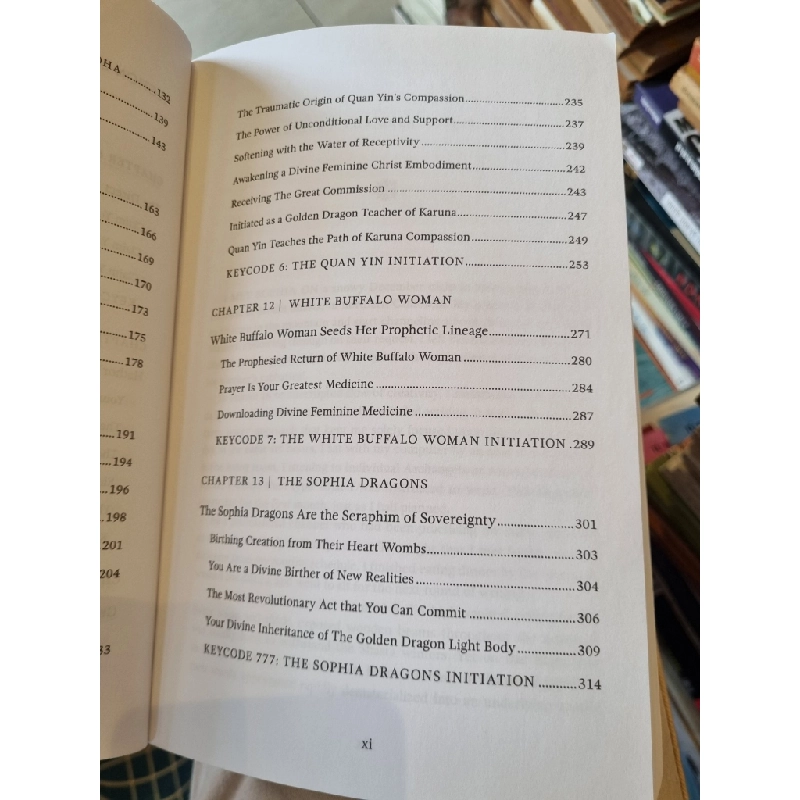 DHA ..........132
139
143
163
166
169
170
173
175
178
191
194
196
198
201
204
The Traumatic Origin of Quan Yin's Compassion..........235
The Power of Unconditional Love and Support..........237
Softening with the Water of Receptivity..........239
Awakening a Divine Feminine Christ Embodiment..........242
Receiving The Great Commission..........243
Initiated as a Golden Dragon Teacher of Karuna..........247
Quan Yin Teaches the Path of Karuna Compassion..........249
KEYCODE 6: THE QUAN YIN INITIATION..........253
CHAPTER 12 | WHITE BUFFALO WOMAN
White Buffalo Woman Seeds Her Prophetic Lineage..........271
The Prophesied Return of White Buffalo Woman..........280
Prayer Is Your Greatest Medicine..........284
Downloading Divine Feminine Medicine..........287
KEYCODE 7: THE WHITE BUFFALO WOMAN INITIATION .289
CHAPTER 13 | THE SOPHIA DRAGONS
The Sophia Dragons Are the Seraphim of Sovereignty..........301
Birthing Creation from Their Heart Wombs..........303
You Are a Divine Birther of New Realities..........304
The Most Revolutionary Act that You Can Commit..........306
Your Divine Inheritance of The Golden Dragon Light Body..........309
KEYCODE 777: THE SOPHIA DRAGONS INITIATION..........314
xi